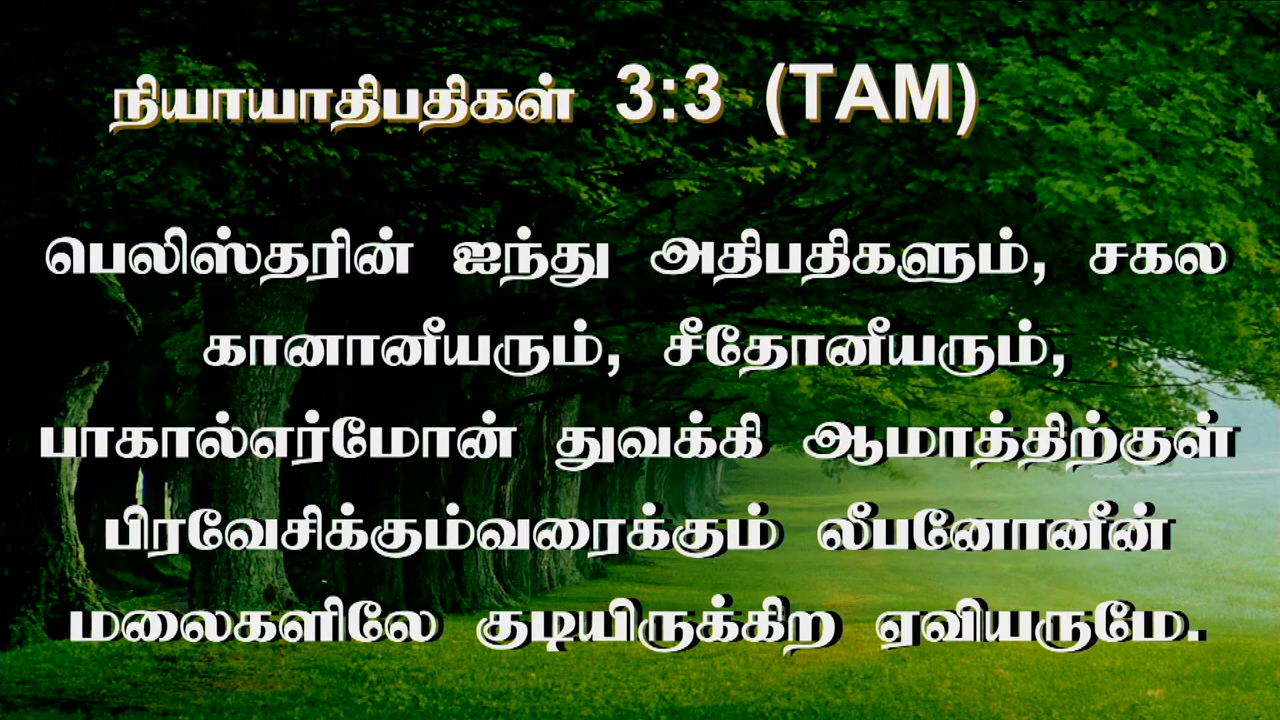 நியாயாதிபதிகள் 3:3 (TAM)
பெலிஸ்தரின் ஐந்து அதிபதிகளும், சகல
கானானீயரும், சீதோனீயரும்,
பாகால்எர்மோன் துவக்கி ஆமாத்திற்குள்
பிரவேசிக்கும்வரைக்கும் லீபனோனீன்
மலைகளிலே குடியிருக்கிற ஏவியருமே.